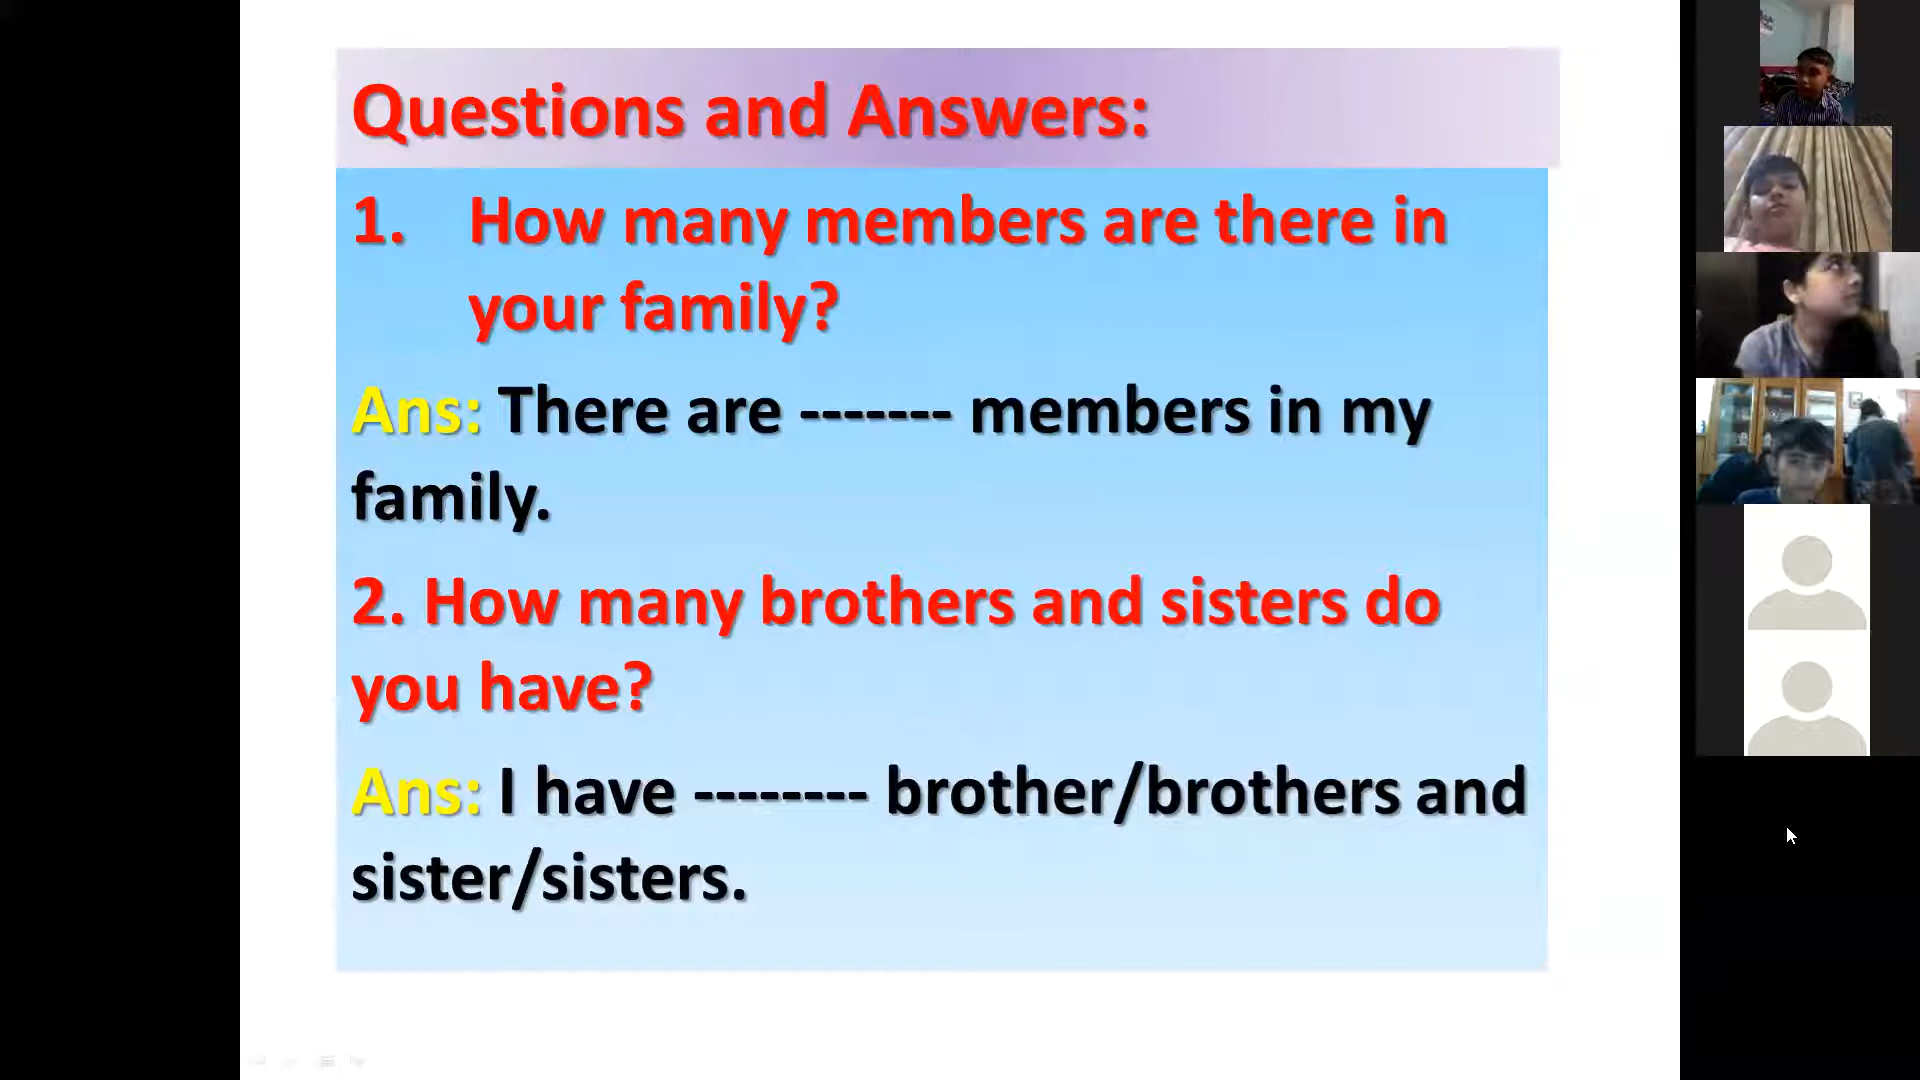 Questions and Answers:
1. How many members are there in
your family?
Ans: There are ------- members in my
family.
2. How many brothers and sisters do
you have?
Ans: I have -------- brother/brothers and
sister/sisters.